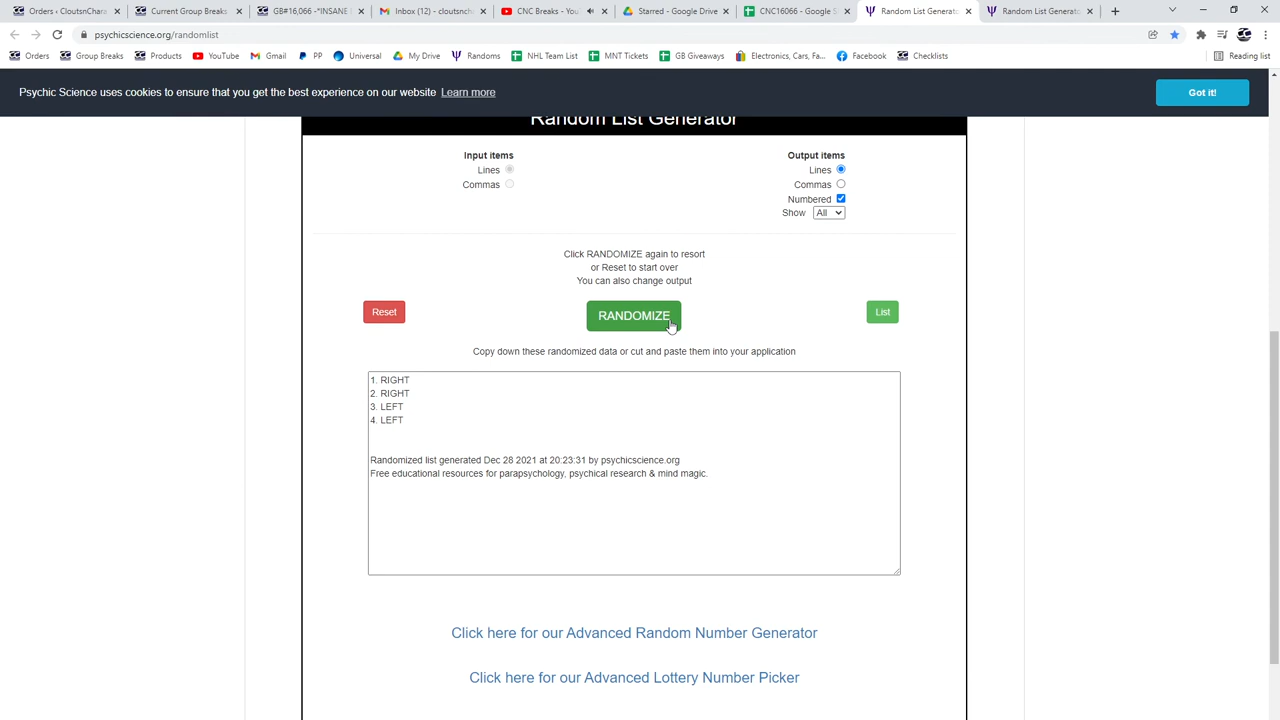 Orders ‹ CloutsnChara
Current Group Breaks
GB#16,066 -*INSANE
Inbox (12) - cloutsnch
CNC Breaks - You
Starred - Google Drive
CNC16066 - Google S
Random List Generato
Random List Generato
psychicscience.org/randomlist
Orders
Group Breaks
Products
YouTube
Gmail
PP
Universal
My Drive
Randoms
NHL Team List
MNT Tickets
GB Giveaways
Electronics, Cars, Fa...
Facebook
Checklists
Reading list
Psychic Science uses cookies to ensure that you get the best experience on our website Learn more
Got it!
Random List Generator
Input items
Output items
Lines
Lines
Commas
Commas
Numbered
Show All
Click RANDOMIZE again to resort
or Reset to start over
You can also change output
Reset
RANDOMIZE
List
Copy down these randomized data or cut and paste them into your application
1. RIGHT
2. RIGHT
3. LEFT
4. LEFT
Randomized list generated Dec 28 2021 at 20:23:31 by psychicscience.org
Free educational resources for parapsychology, psychical research & mind magic.
Click here for our Advanced Random Number Generator
Click here for our Advanced Lottery Number Picker